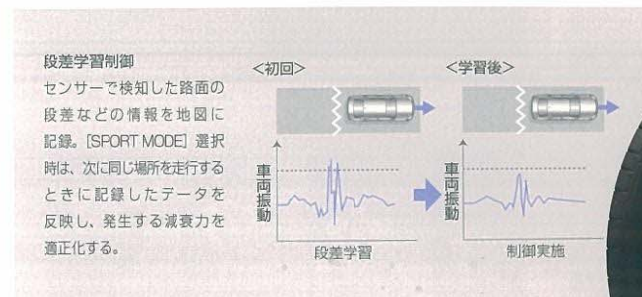 段差学習制御
センサーで検知した路面の
段差などの情報を地図に
記録。[SPORT MODE] 選択
時は、次に同じ場所を走行する
ときに記録したデータを
反映し、発生する減衰力を
適正化する。
<初回>
車両振動
段差学習
<学習後>
車両振動
制御実施